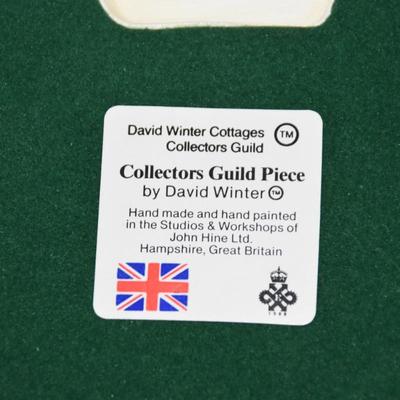 David Winter Cottages TM
Collectors Guild
Collectors Guild Piece
by David Winter TM
Hand made and hand painted
in the Studios & Workshops of
John Hine Ltd.
Hampshire, Great Britain